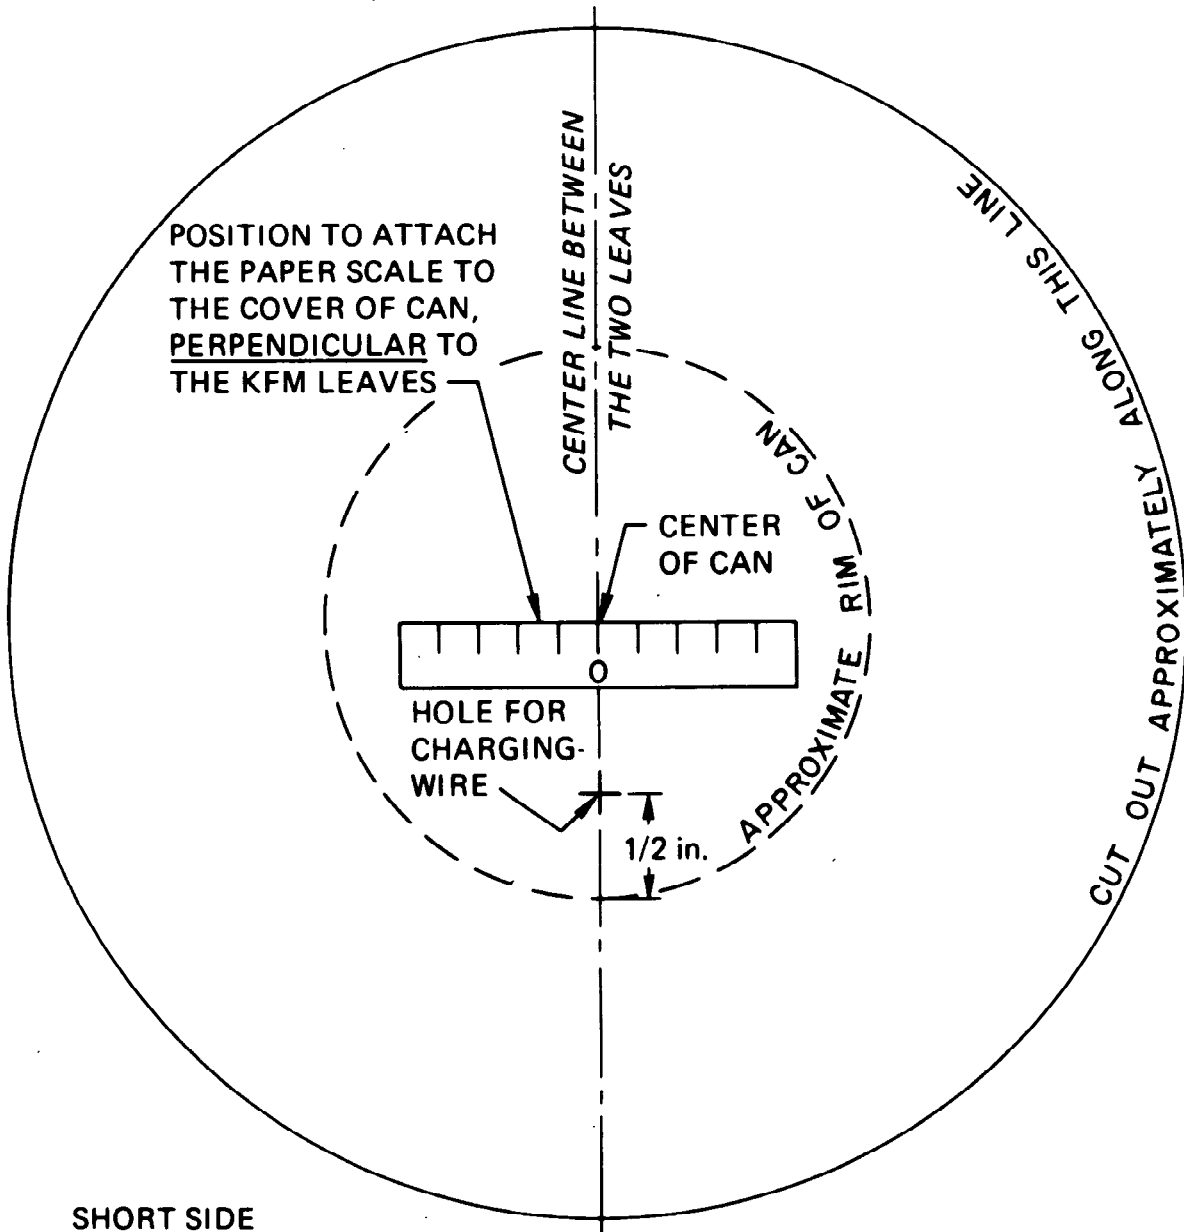 CENTER LINE BETWEEN
THE TWO LEAVES
POSITION TO ATTACH
THE PAPER SCALE TO
THE COVER OF CAN,
PERPENDICULAR TO
THE KFM LEAVES
CUT OUT APPROXIMATELY ALONG THIS LINE
APPROXIMATE RIM OF CAN
CENTER
OF CAN
0
HOLE FOR
CHARGING-
WIRE
1/2 in.
SHORT SIDE